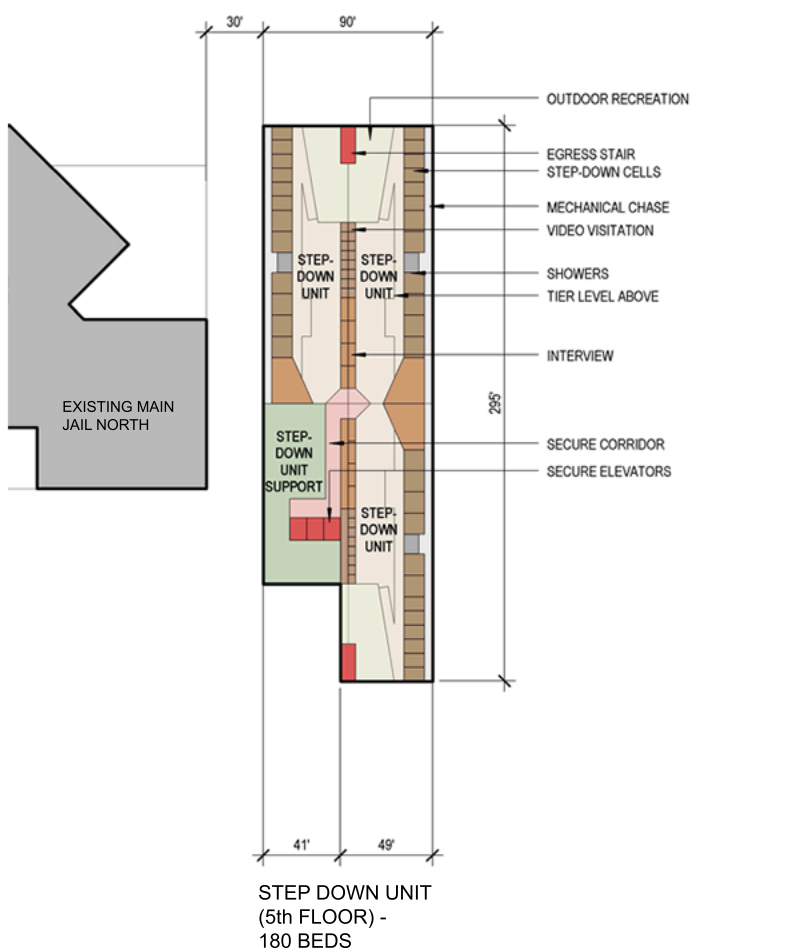 30'
90'
OUTDOOR RECREATION
EGRESS STAIR
STEP-DOWN CELLS
MECHANICAL CHASE
VIDEO VISITATION
STEP-
DOWN
UNIT
STEP-
DOWN
UNIT
SHOWERS
TIER LEVEL ABOVE
INTERVIEW
295'
EXISTING MAIN
JAIL NORTH
STEP-
DOWN
UNIT
SUPPORT
SECURE CORRIDOR
SECURE ELEVATORS
STEP-
DOWN
UNIT
41'
49'
STEP DOWN UNIT
(5th FLOOR) -
180 BEDS